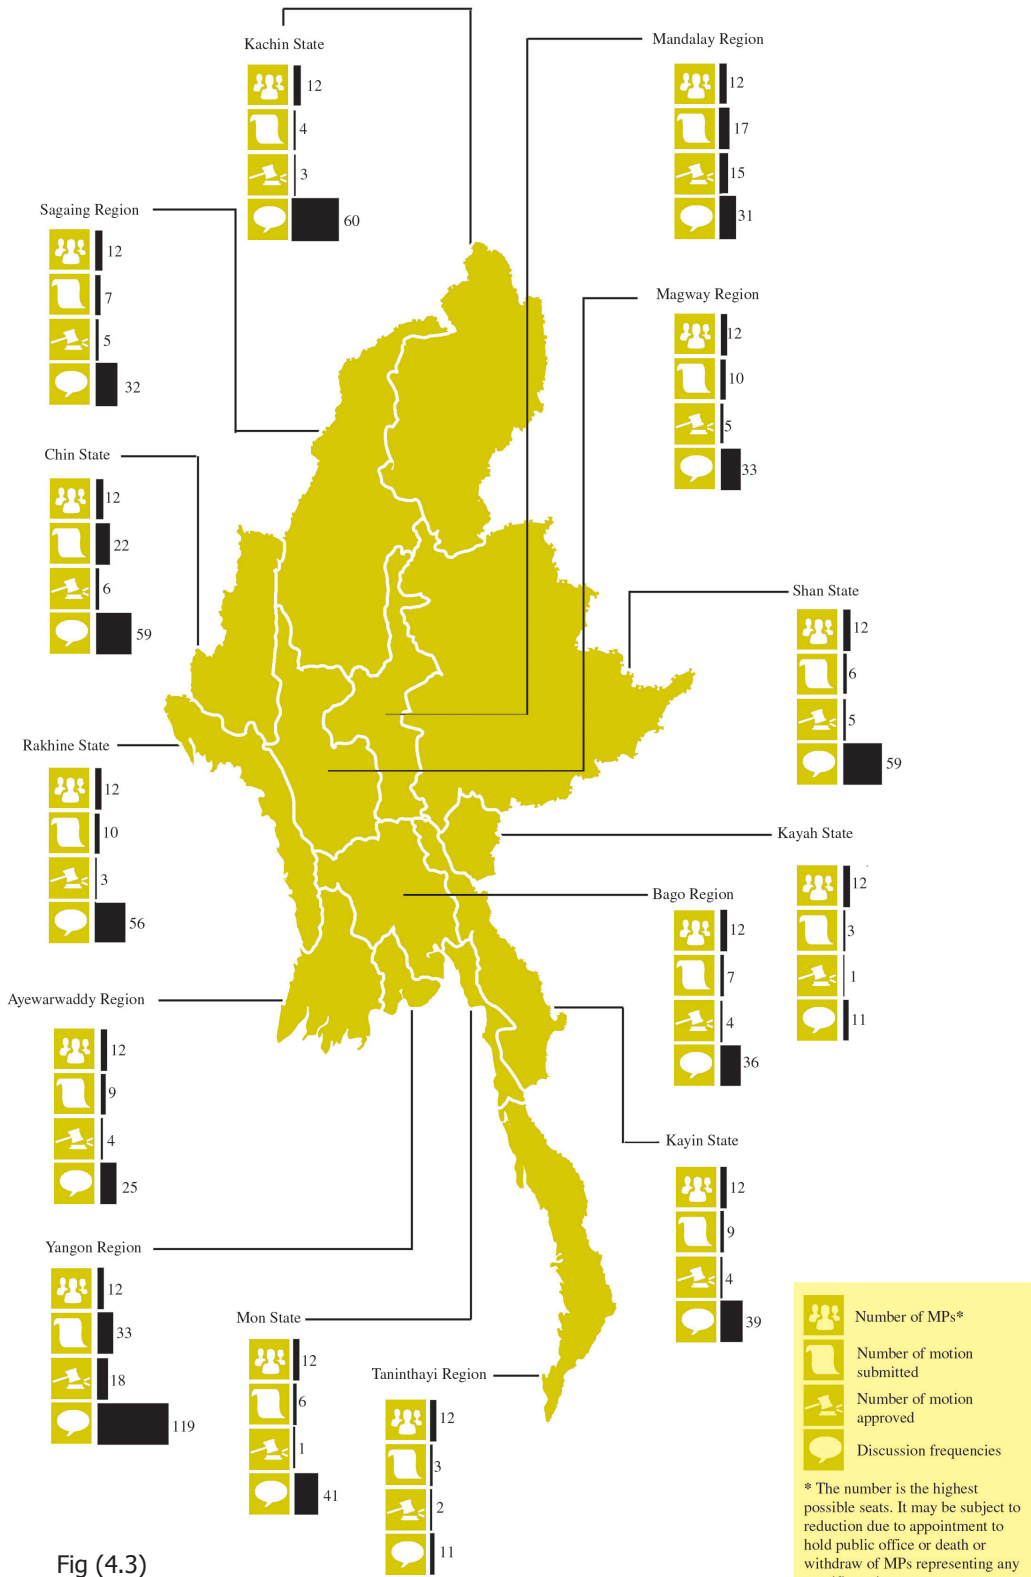 Kachin State
12
4
3
60
Mandalay Region
12
17
15
31
Sagaing Region
12
7
5
32
Magway Region
12
10
5
33
Chin State
12
22
6
59
Shan State
12
6
5
59
Rakhine State
12
10
3
56
Kayah State
12
3
1
11
Bago Region
12
7
4
36
Ayewarwaddy Region
12
9
4
25
Kayin State
12
9
4
39
Yangon Region
12
33
18
119
Mon State
12
6
1
41
Taninthayi Region
12
3
2
11
Number of MPs*
Number of motion
submitted
Number of motion
approved
Discussion frequencies
* The number is the highest
possible seats. It may be subject to
reduction due to appointment to
hold public office or death or
withdraw of MPs representing any
Fig (4.3)